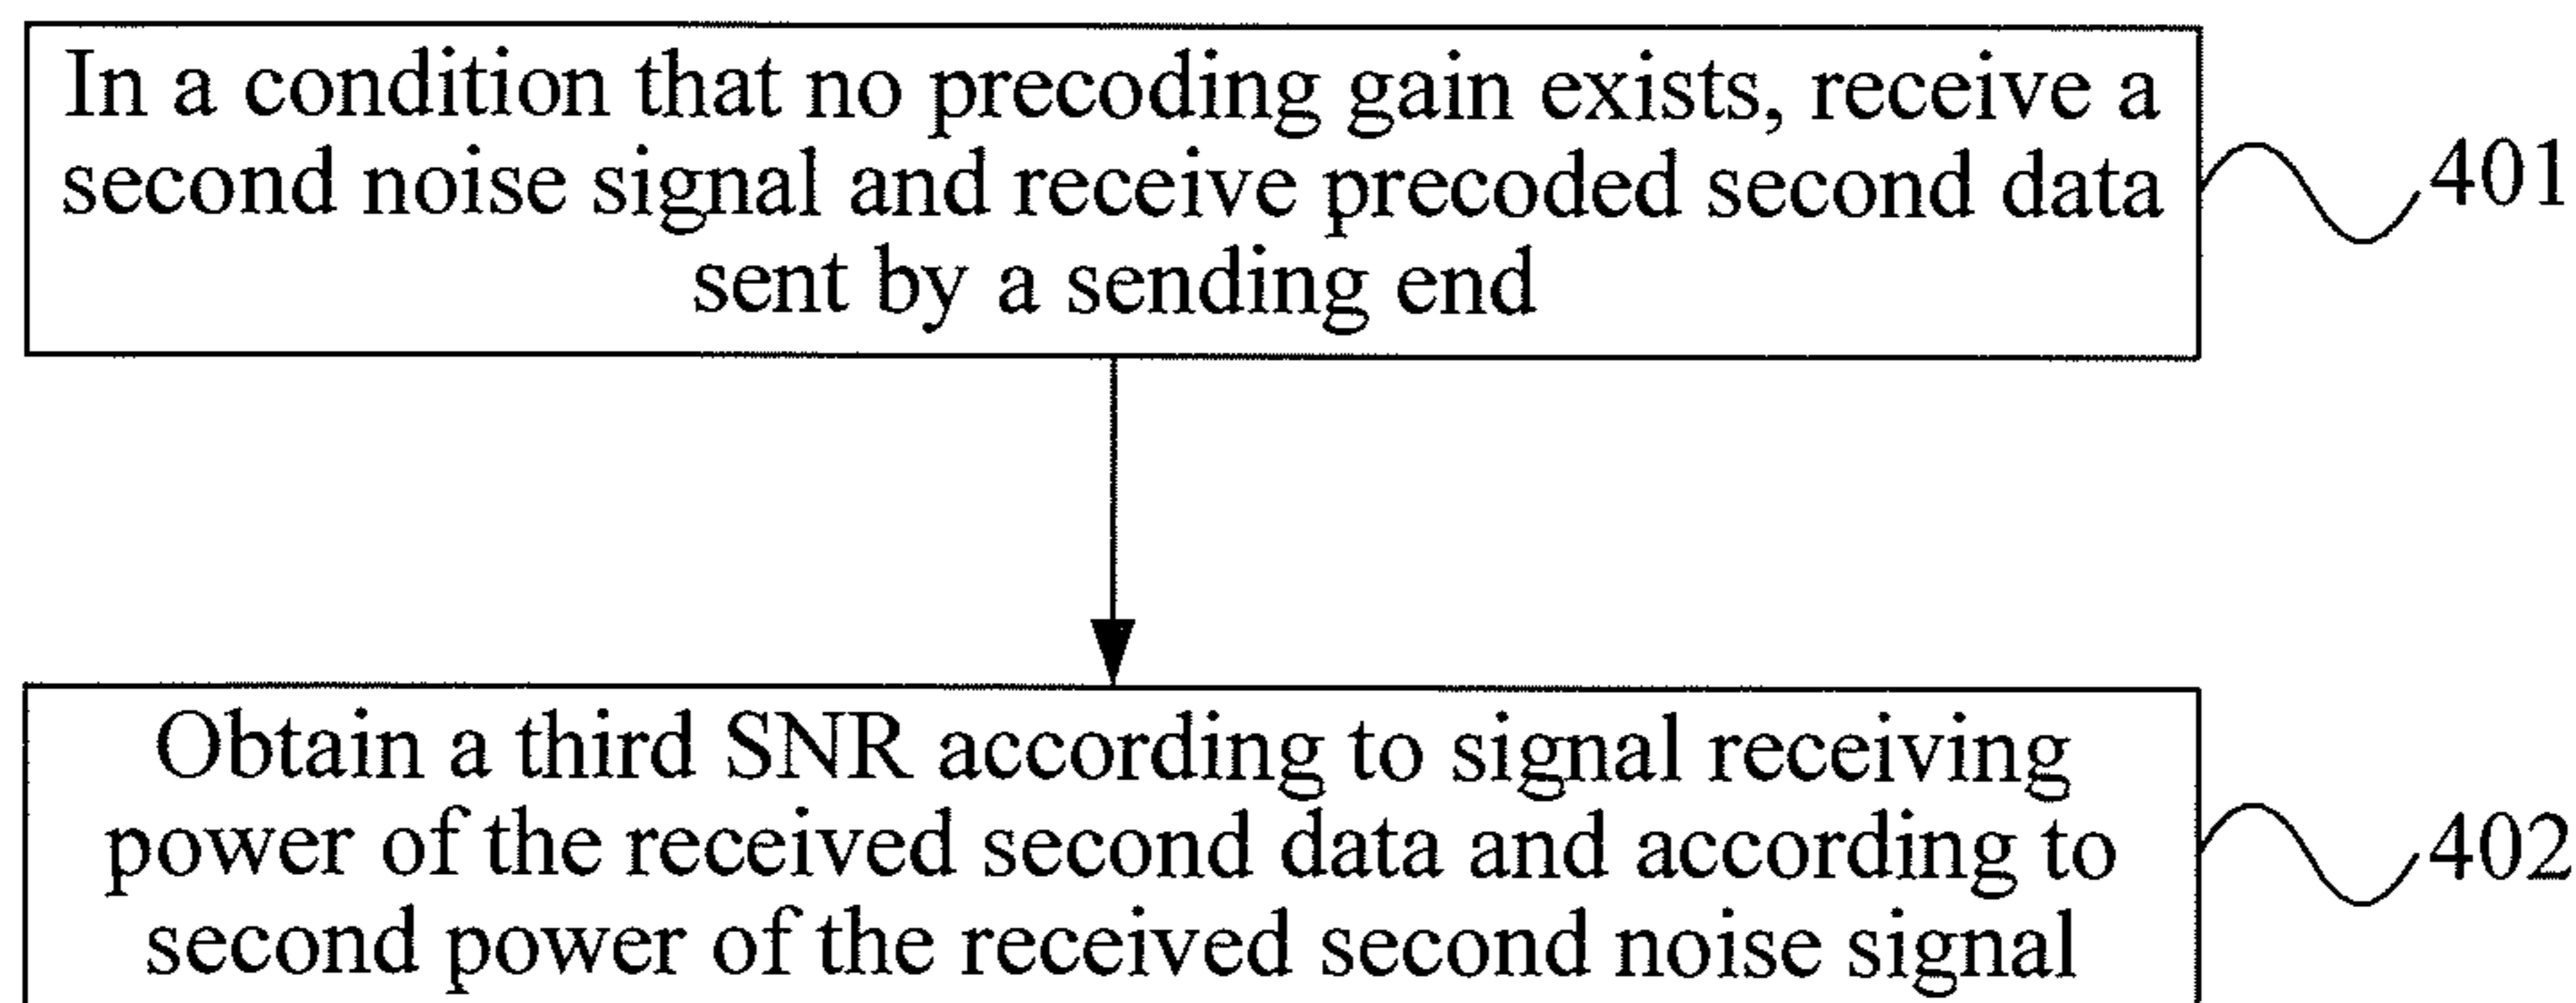 In a condition that no precoding gain exists, receive a
second noise signal and receive precoded second data
sent by a sending end
401
Obtain a third SNR according to signal receiving
power of the received second data and according to
second power of the received second noise signal
402